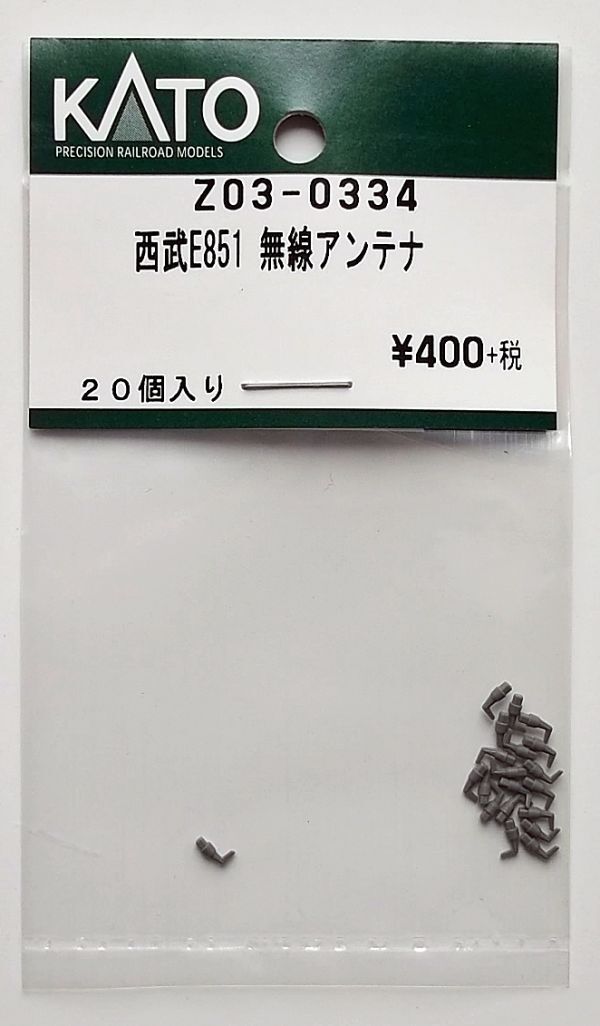 KATO
PRECISION RAILROAD MODELS
Z03-0334
西武E851 無線アンテナ
¥400+税
20個入り